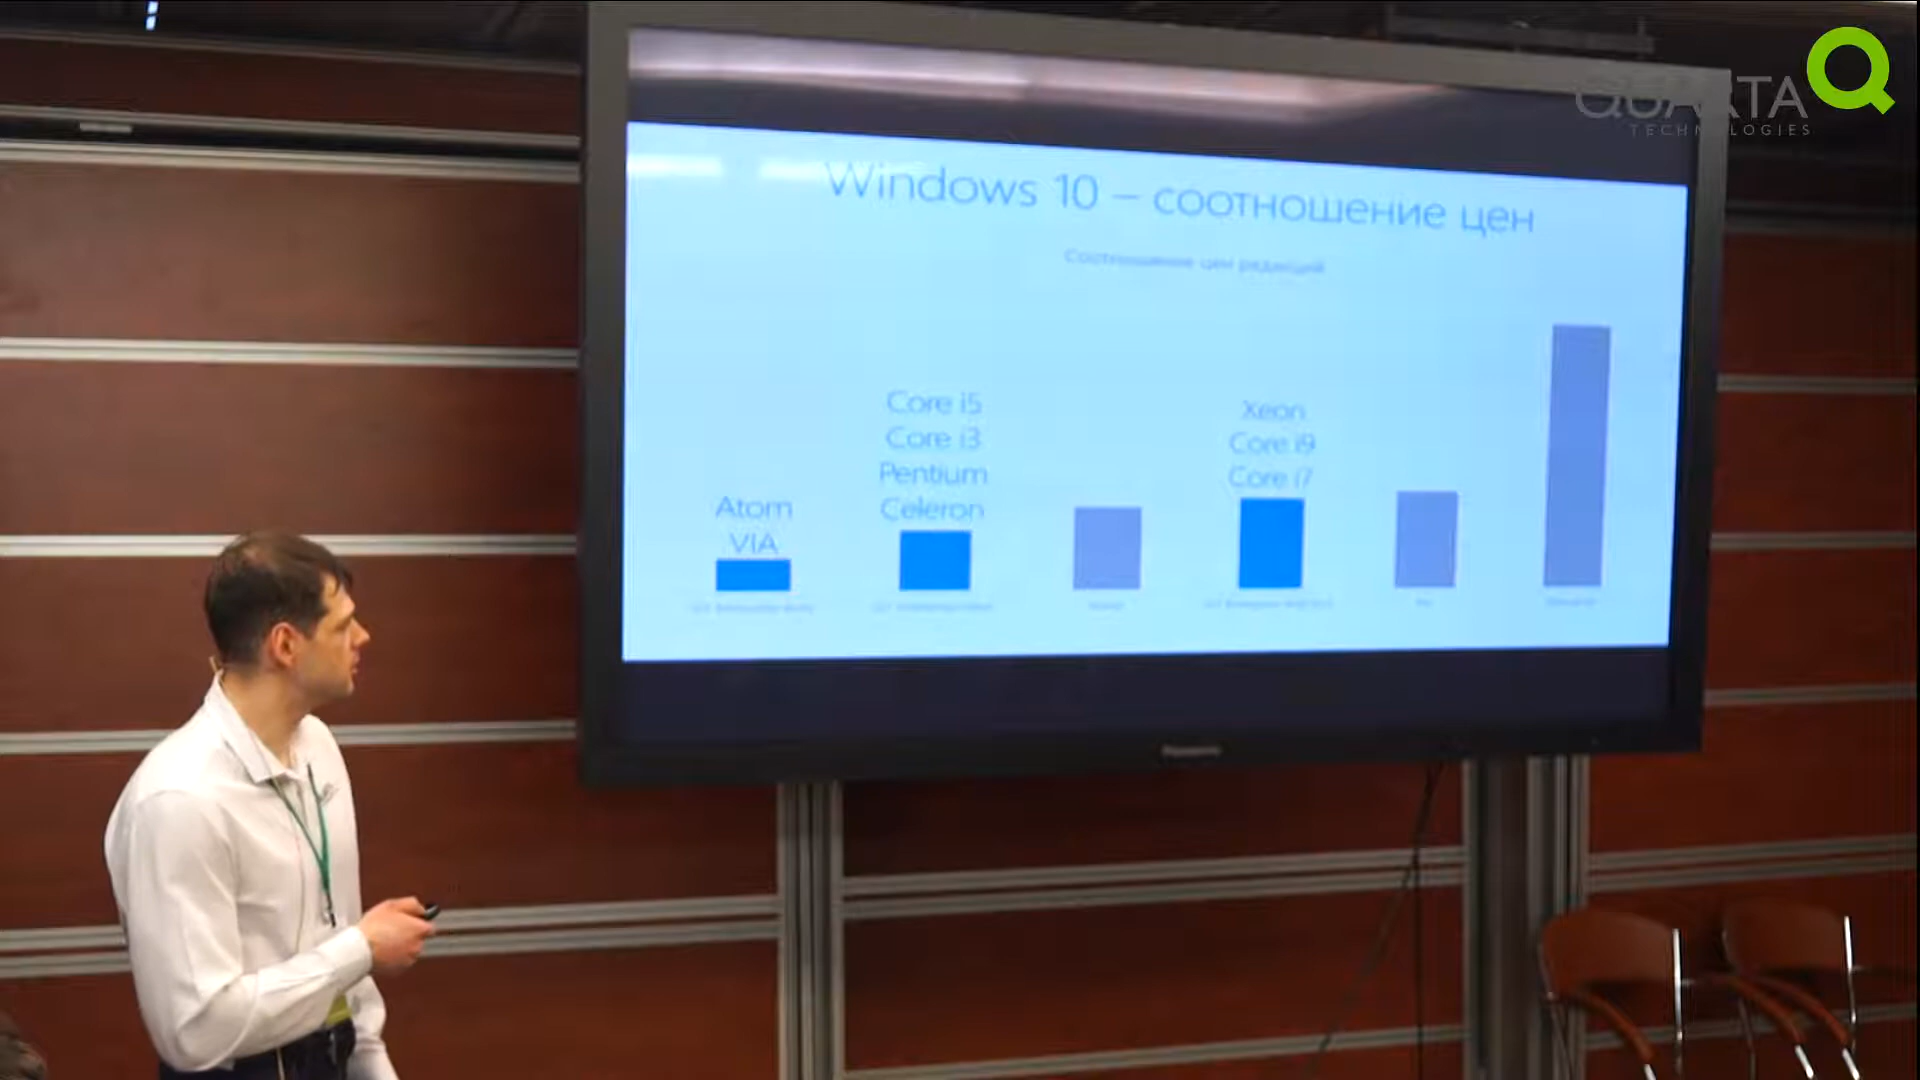 QUARTA
TECHNOLOGIES
Windows 10 – соотношение цен
Соотношение цен редакций
Core i5
Core i3
Pentium
Celeron
Xeon
Core i9
Core i7
Atom
VIA
Panasonic